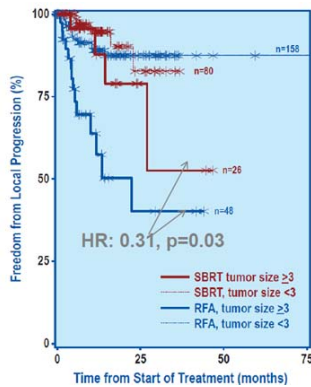 Freedom from Local Progression (%)
100
75
50
25
0
n=158
n=80
n=26
n=48
HR: 0.31, p=0.03
SBRT tumor size ≥3
SBRT, tumor size <3
RFA, tumor size ≥3
RFA, tumor size <3
0
25
50
75
Time from Start of Treatment (months)